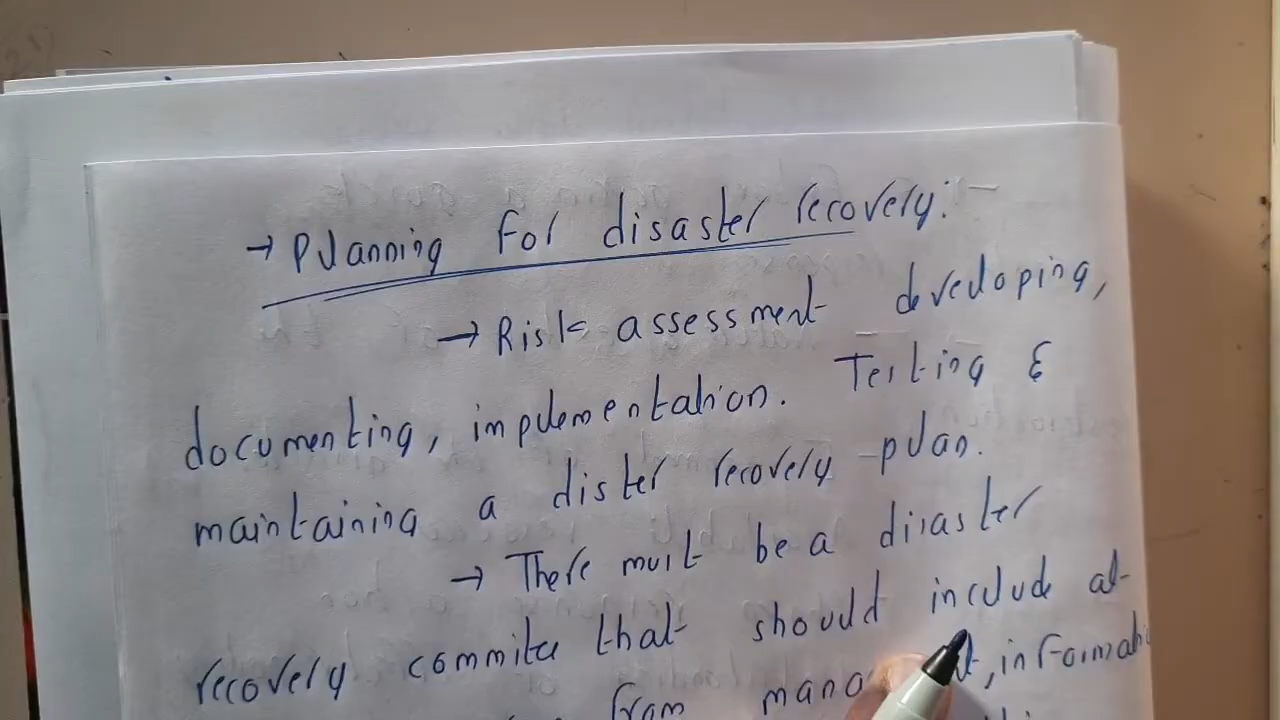 → Planning for disaster recovery:-
→ Risk assessment developing,
documenting, implementation. Testing &
maintaining a dister recovery plan.
→ There must be a disaster
recovery commite that should include at-
from